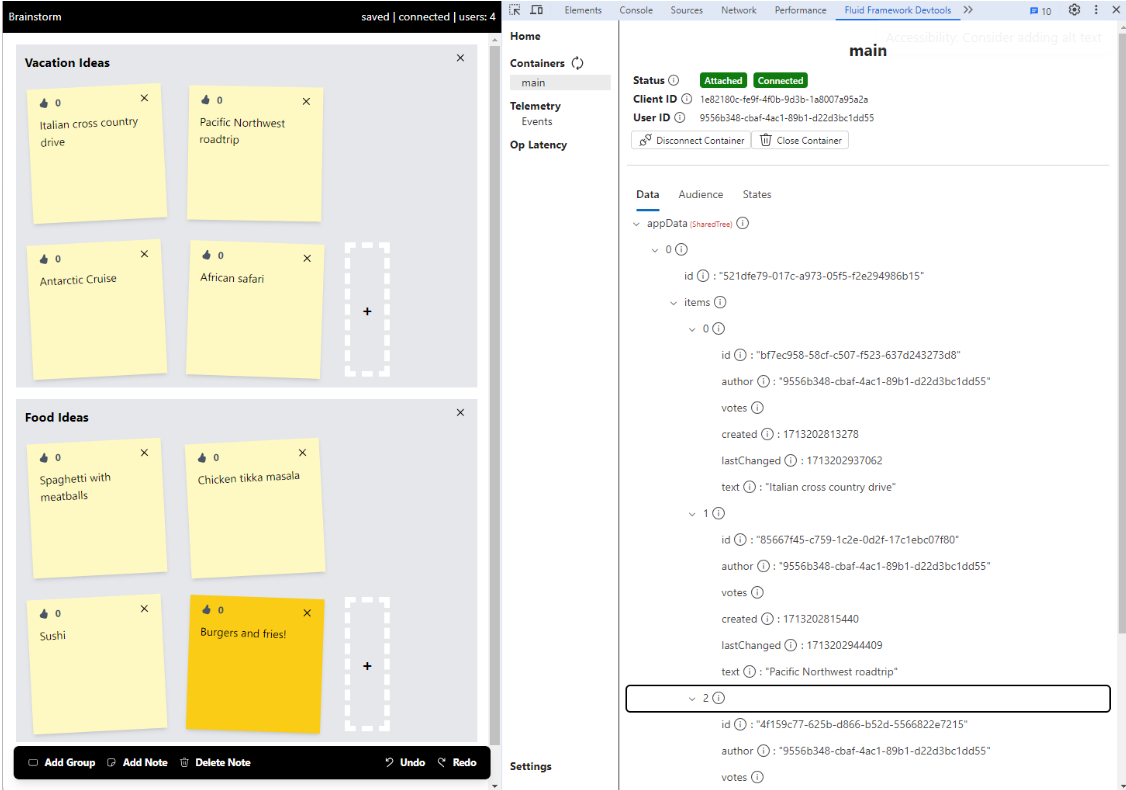 Brainstorm
saved | connected | users: 4
Vacation Ideas
0
Italian cross country
drive
0
Pacific Northwest
roadtrip
0
Antarctic Cruise
0
African safari
+
Food Ideas
0
Spaghetti with
meatballs
0
Chicken tikka masala
0
Sushi
0
Burgers and fries!
+
Add Group Add Note Delete Note Undo Redo
Elements Console Sources Network Performance Fluid Framework Devtools 10
Home
Containers
main
Telemetry
Events
Op Latency
Settings
Accessibility: Consider adding alt text
main
Status Attached Connected
Client ID 1e82180c-fe9f-4f0b-9d3b-1a8007a95a2a
User ID 9556b348-cbaf-4ac1-89b1-d22d3bc1dd55
Disconnect Container Close Container
Data Audience States
appData (SharedTree)
0
id : "521dfe79-017c-a973-05f5-f2e294986b15"
items
0
id : "bf7ec958-58cf-c507-f523-637d243273d8"
author : "9556b348-cbaf-4ac1-89b1-d22d3bc1dd55"
votes
created : 1713202813278
lastChanged : 1713202937062
text : "Italian cross country drive"
1
id : "85667f45-c759-1c2e-0d2f-17c1ebc07f80"
author : "9556b348-cbaf-4ac1-89b1-d22d3bc1dd55"
votes
created : 1713202815440
lastChanged : 1713202944409
text : "Pacific Northwest roadtrip"
2
id : "4f159c77-625b-d866-b52d-5566822e7215"
author : "9556b348-cbaf-4ac1-89b1-d22d3bc1dd55"
votes